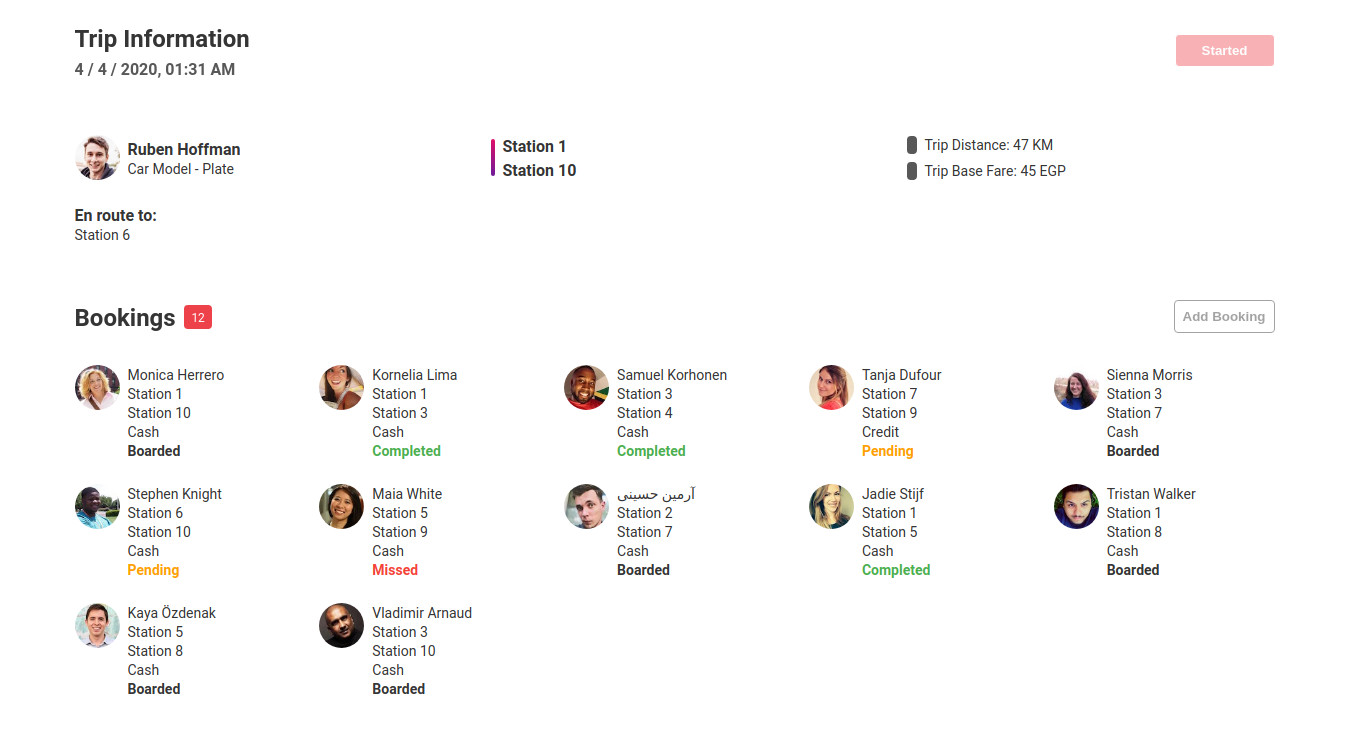 Trip Information
4 / 4 / 2020, 01:31 AM
Started
Ruben Hoffman
Car Model - Plate
Station 1
Station 10
Trip Distance: 47 KM
Trip Base Fare: 45 EGP
En route to:
Station 6
Bookings 12
Add Booking
Monica Herrero
Station 1
Station 10
Cash
Boarded
Kornelia Lima
Station 1
Station 3
Cash
Completed
Samuel Korhonen
Station 3
Station 4
Cash
Completed
Tanja Dufour
Station 7
Station 9
Credit
Pending
Sienna Morris
Station 3
Station 7
Cash
Boarded
Stephen Knight
Station 6
Station 10
Cash
Pending
Maia White
Station 5
Station 9
Cash
Missed
آرمین حسینی
Station 2
Station 7
Cash
Boarded
Jadie Stijf
Station 1
Station 5
Cash
Completed
Tristan Walker
Station 1
Station 8
Cash
Boarded
Kaya Özdenak
Station 5
Station 8
Cash
Boarded
Vladimir Arnaud
Station 3
Station 10
Cash
Boarded